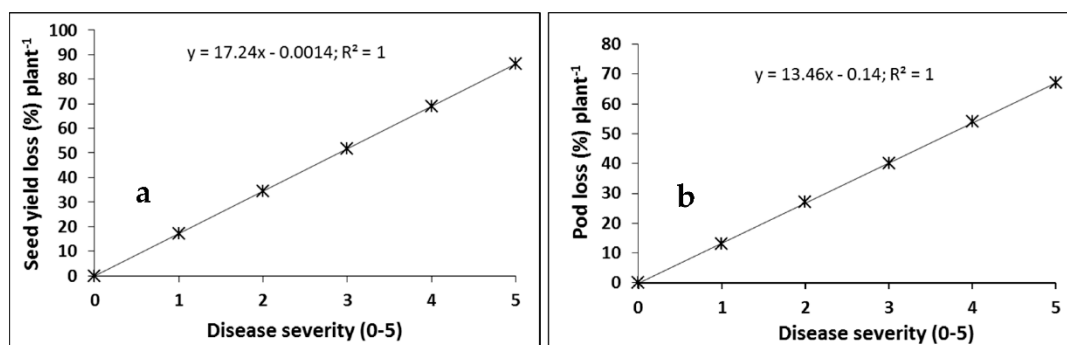 Seed yield loss (%) plant⁻¹
100
90
80
70
60
50
40
30
20
10
0
y = 17.24x - 0.0014; R² = 1
a
0 1 2 3 4 5
Disease severity (0-5)
Pod loss (%) plant⁻¹
80
70
60
50
40
30
20
10
0
y = 13.46x - 0.14; R² = 1
b
0 1 2 3 4 5
Disease severity (0-5)